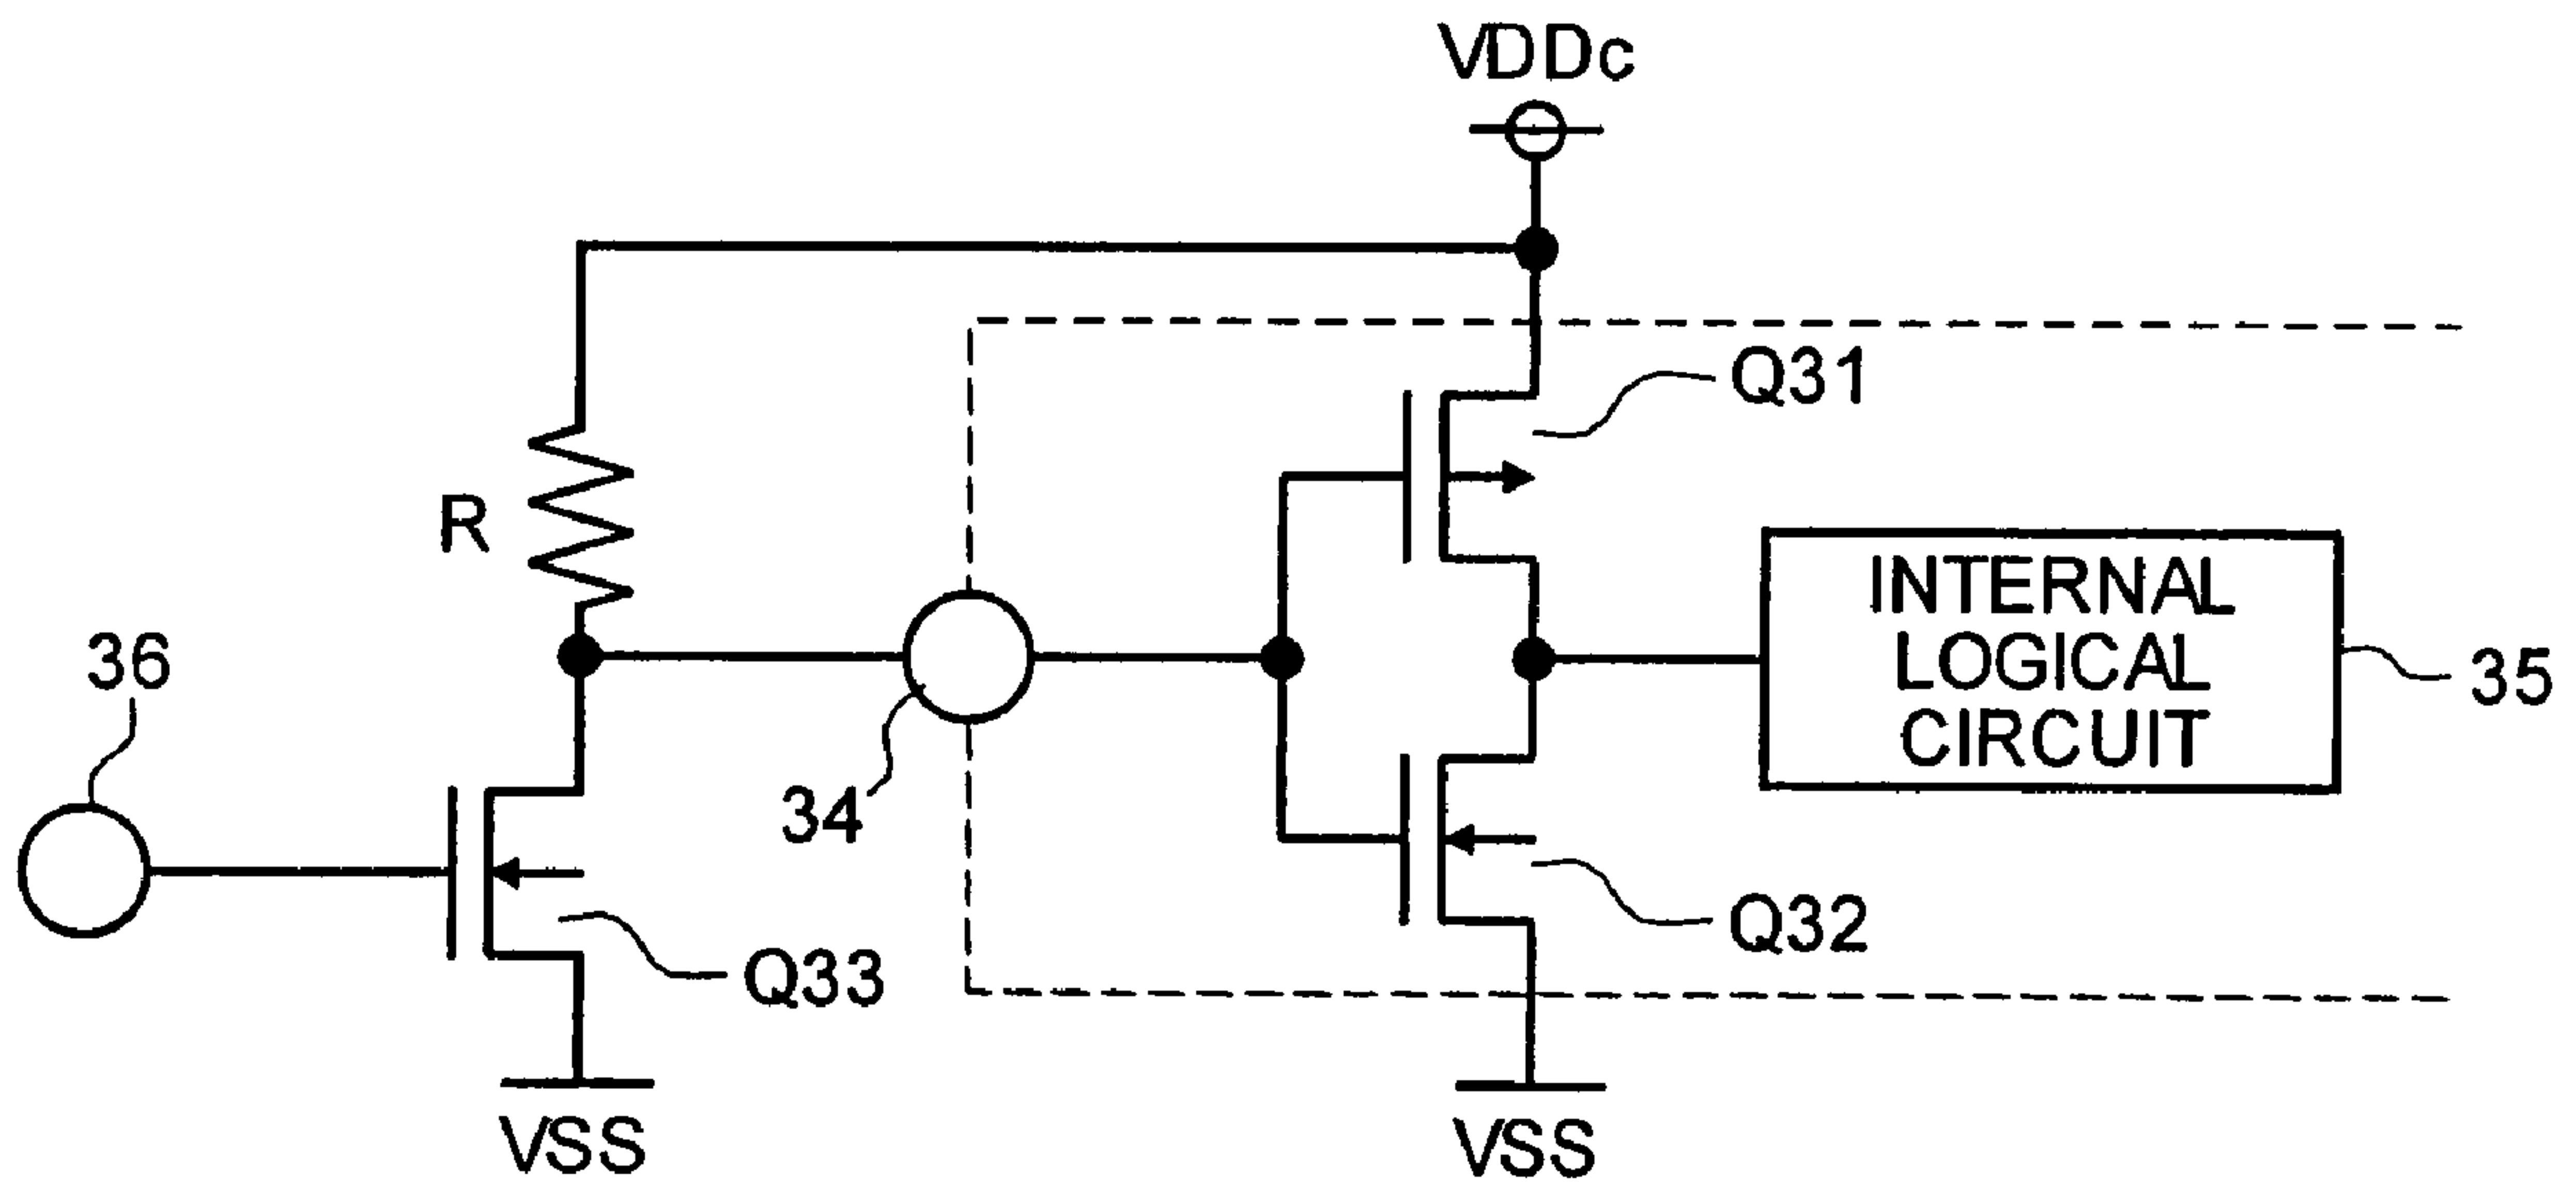 VDDc
Q31
R
INTERNAL
LOGICAL
CIRCUIT
36
35
34
Q32
Q33
VSS
VSS